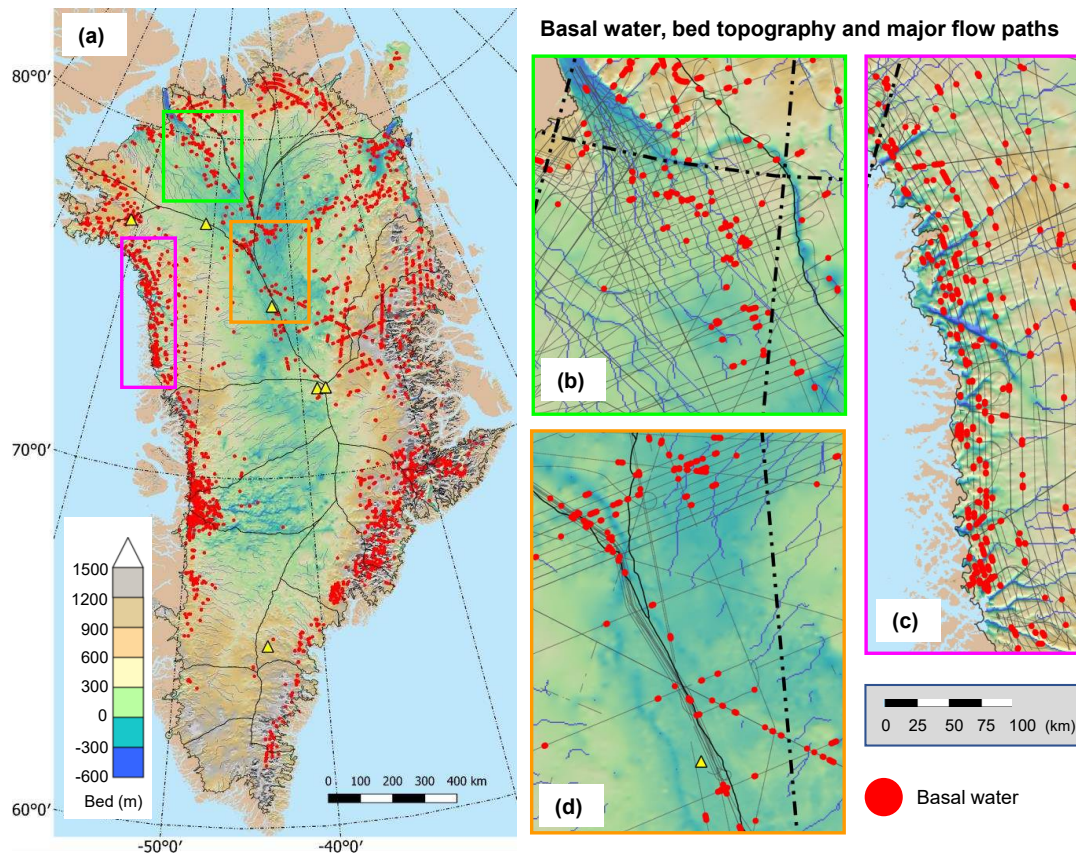 Basal water, bed topography and major flow paths
(a)
80°0'
70°0'
60°0'
1500
1200
900
600
300
0
-300
-600
Bed (m)
0 100 200 300 400 km
-50°0'
-40°0'
(b)
(c)
(d)
0 25 50 75 100 (km)
Basal water